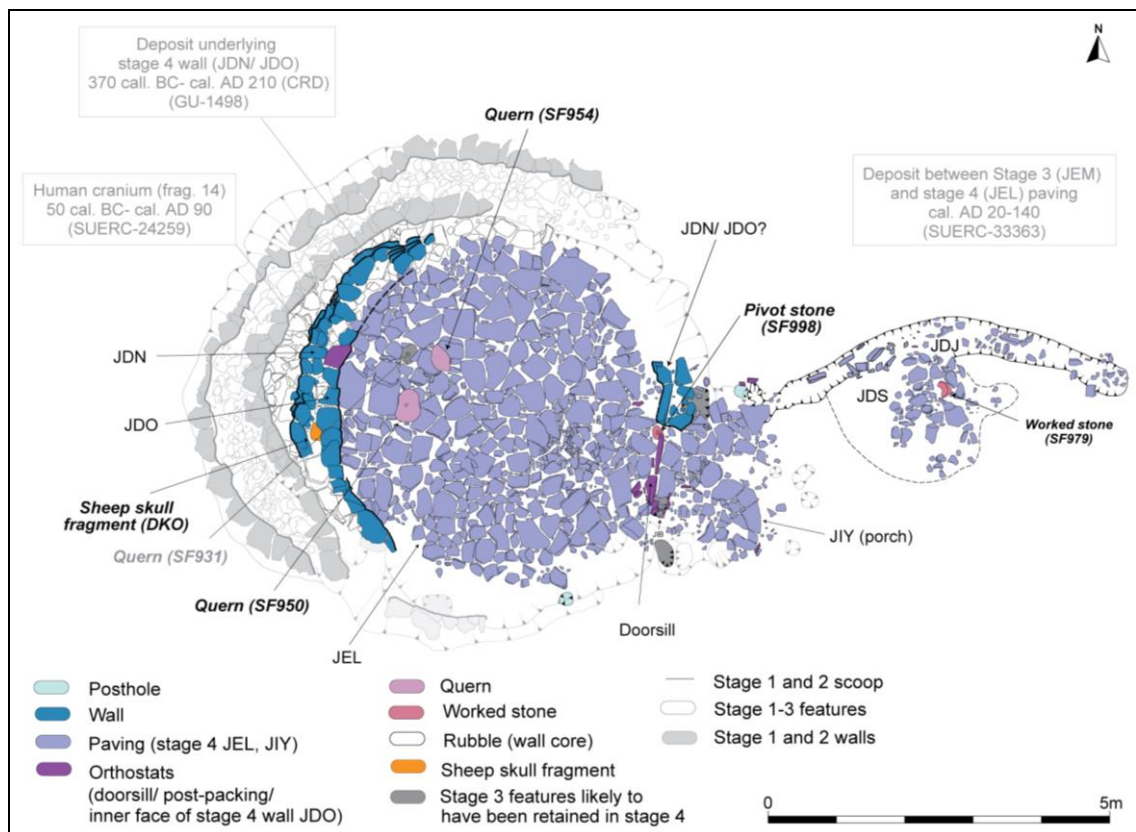 Deposit underlying
stage 4 wall (JDN/ JDO)
370 call. BC- cal. AD 210 (CRD)
(GU-1498)
N
Quern (SF954)
Human cranium (frag. 14)
50 cal. BC- cal. AD 90
(SUERC-24259)
Deposit between Stage 3 (JEM)
and stage 4 (JEL) paving
cal. AD 20-140
(SUERC-33363)
JDN/ JDO?
Pivot stone
(SF998)
JDN
JDJ
JDS
JDO
Worked stone
(SF979)
Sheep skull
fragment (DKO)
Quern (SF931)
JIB
JIY (porch)
Quern (SF950)
Doorsill
JEL
Posthole
Wall
Paving (stage 4 JEL, JIY)
Orthostats
(doorsill/ post-packing/
inner face of stage 4 wall JDO)
Quern
Worked stone
Rubble (wall core)
Sheep skull fragment
Stage 3 features likely to
have been retained in stage 4
Stage 1 and 2 scoop
Stage 1-3 features
Stage 1 and 2 walls
0
5m